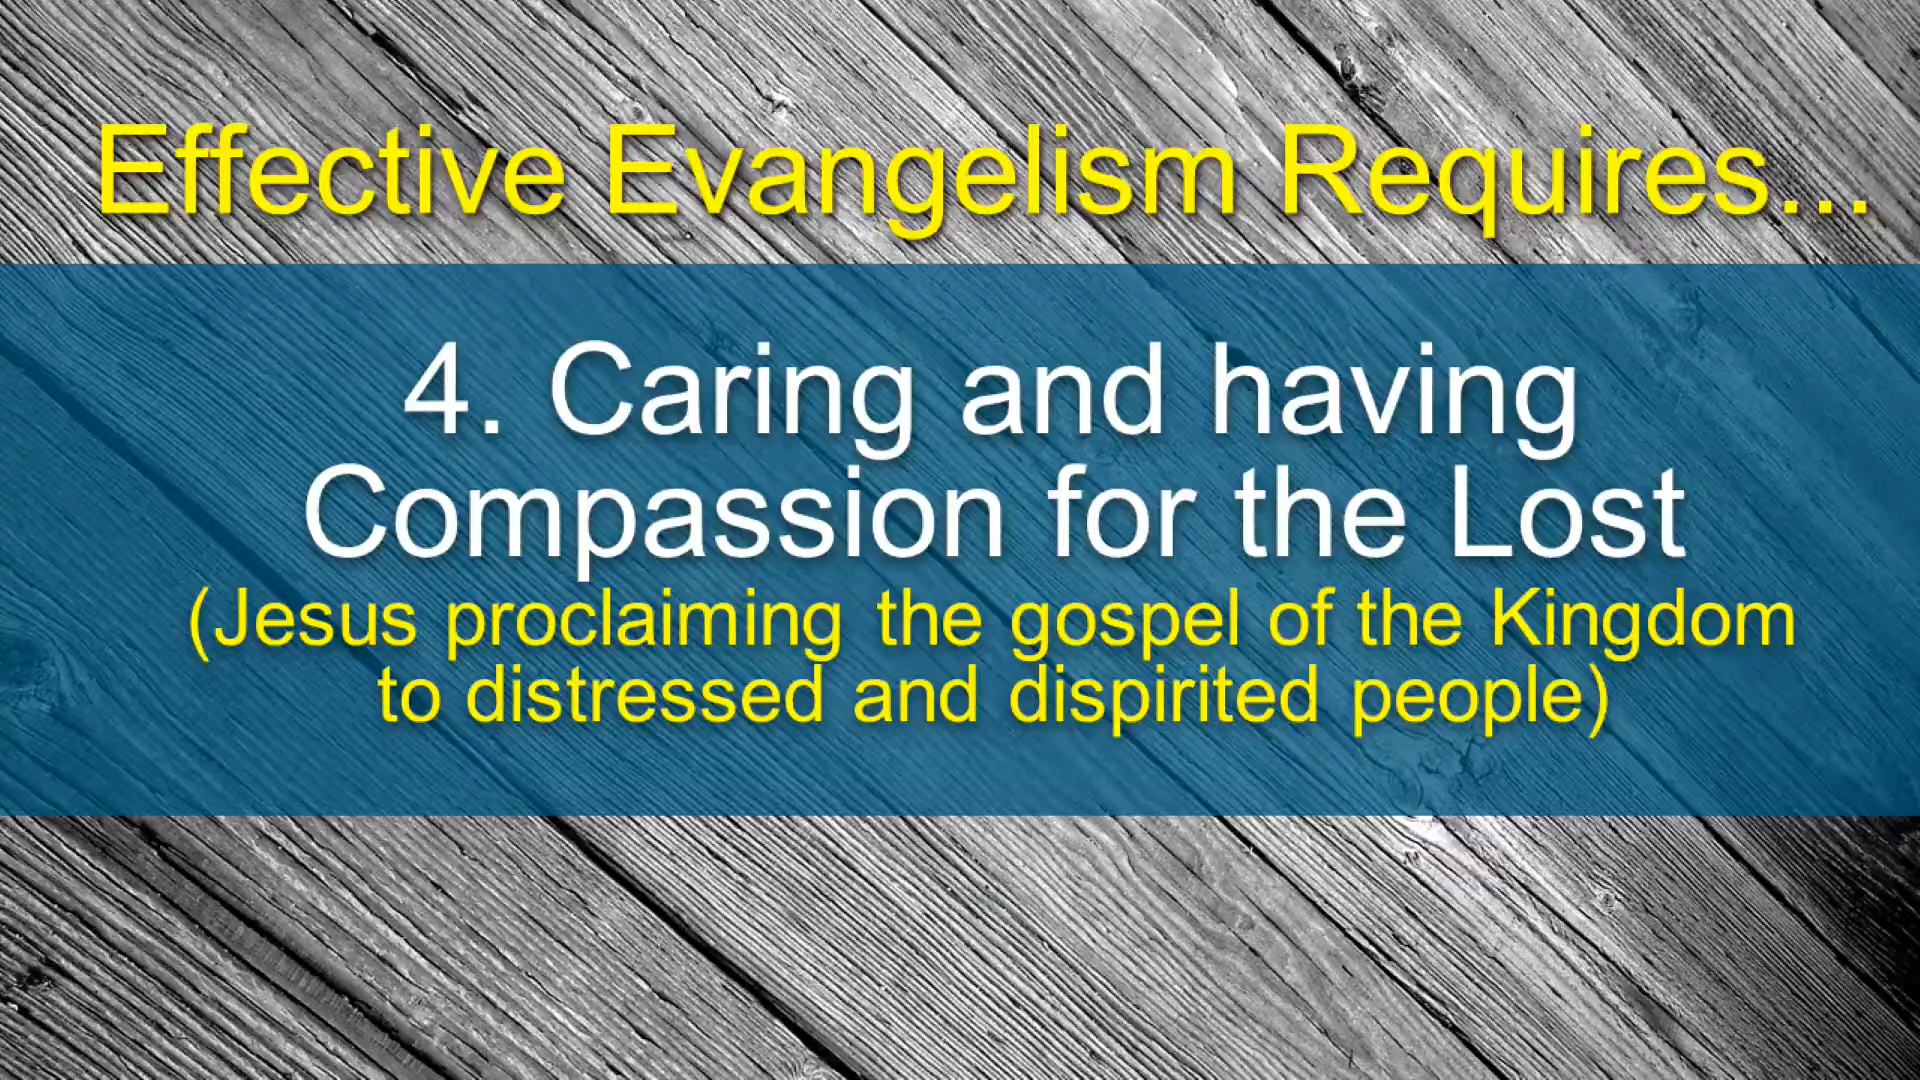 Effective Evangelism Requires...
4. Caring and having
Compassion for the Lost
(Jesus proclaiming the gospel of the Kingdom
to distressed and dispirited people)